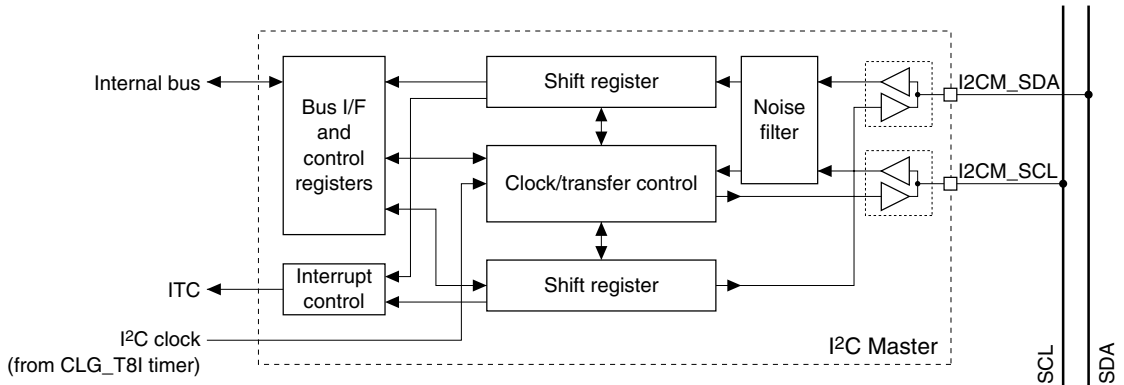 Internal bus
Bus I/F
and
control
registers
Shift register
Noise
filter
I2CM_SDA
Clock/transfer control
I2CM_SCL
Interrupt
control
Shift register
ITC
I²C clock
(from CLG_T8I timer)
I²C Master
SCL
SDA